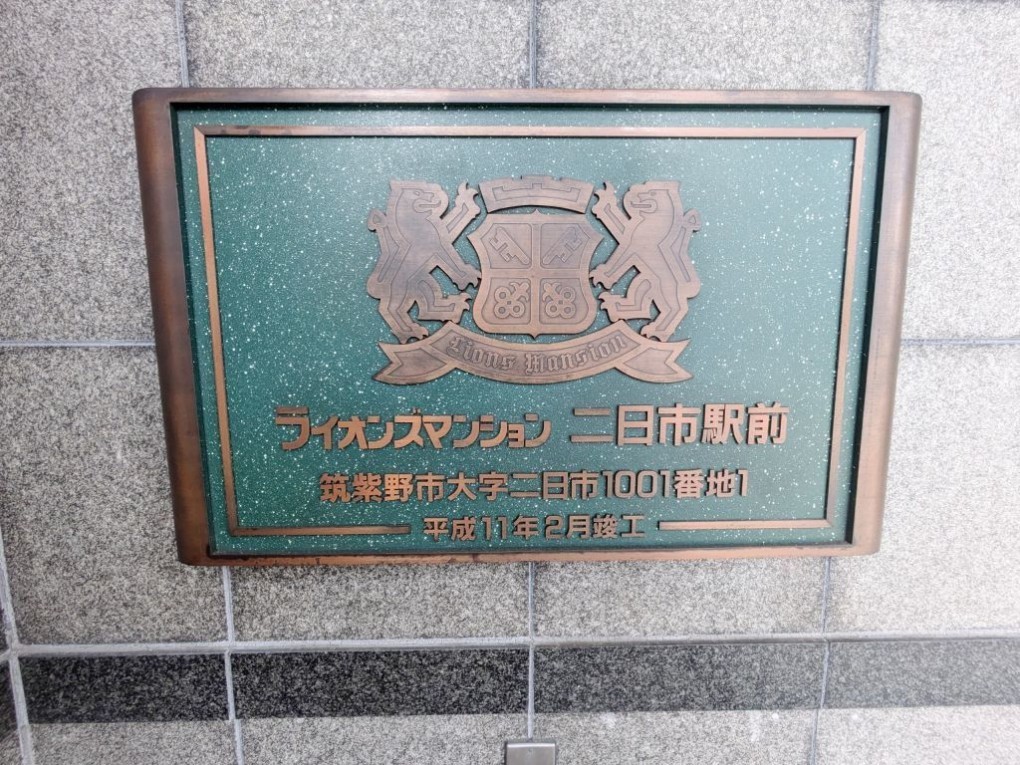 Lions Mansion
ライオンズマンション 二日市駅前
筑紫野市大字二日市1001番地1
平成11年2月竣工